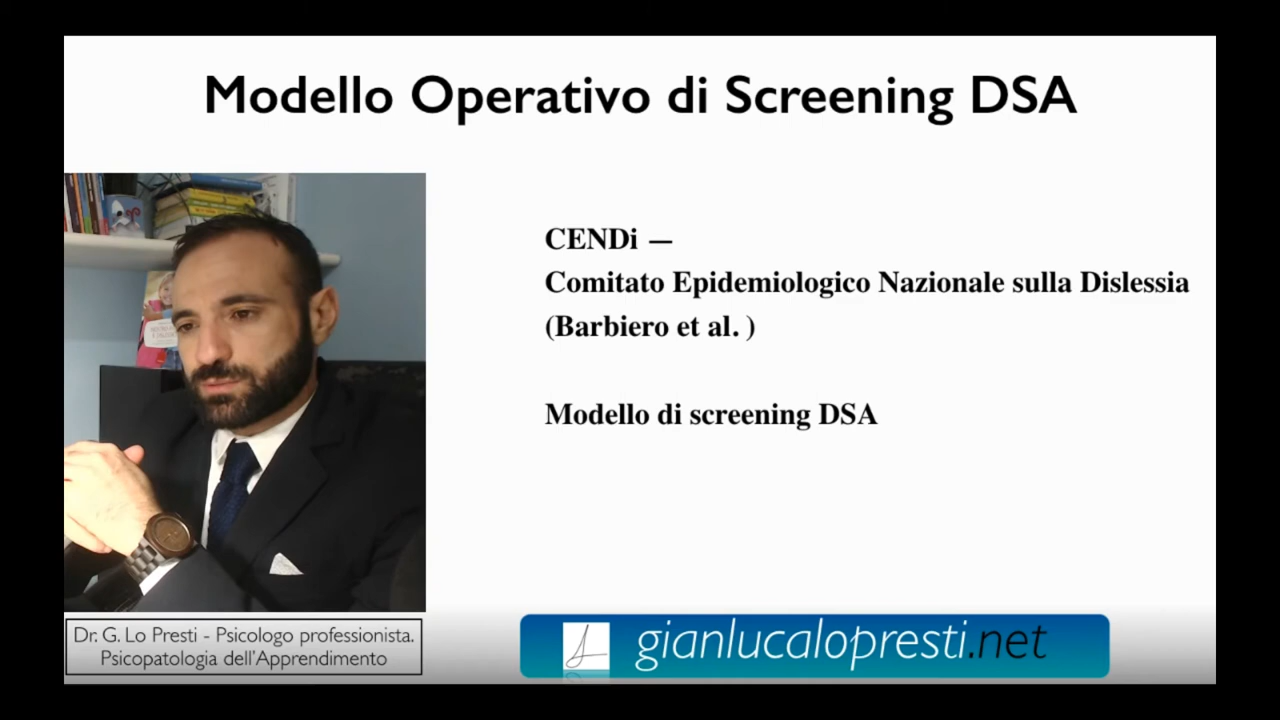 Modello Operativo di Screening DSA
CENDi —
Comitato Epidemiologico Nazionale sulla Dislessia
(Barbiero et al. )
Modello di screening DSA
Dr. G. Lo Presti - Psicologo professionista.
Psicopatologia dell'Apprendimento
gianlucalopresti.net